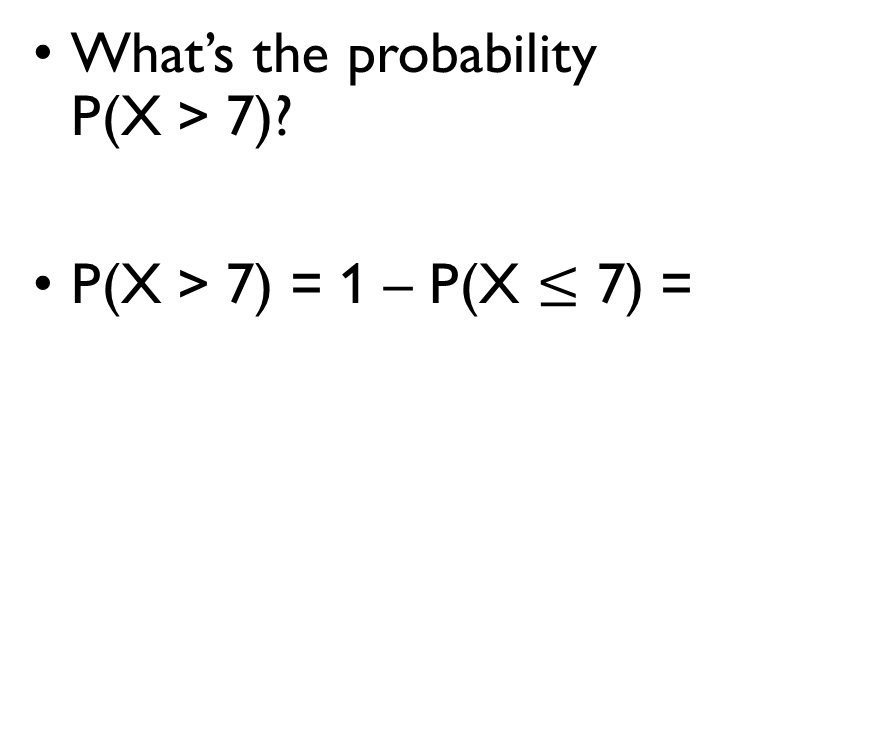 • What’s the probability
P(X > 7)?
• P(X > 7) = 1 – P(X ≤ 7) =